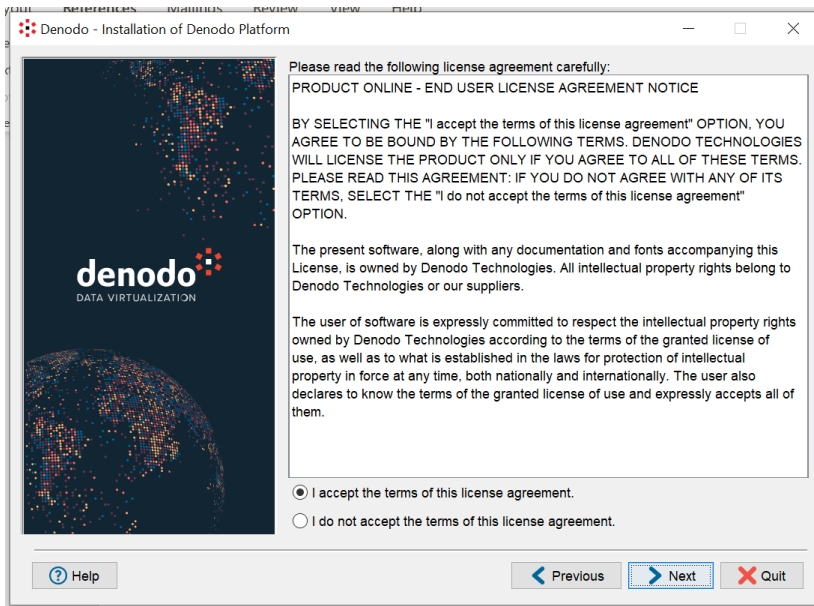 References Mailings Review View Help
Denodo - Installation of Denodo Platform
Please read the following license agreement carefully:
PRODUCT ONLINE - END USER LICENSE AGREEMENT NOTICE
BY SELECTING THE "I accept the terms of this license agreement" OPTION, YOU
AGREE TO BE BOUND BY THE FOLLOWING TERMS. DENODO TECHNOLOGIES
WILL LICENSE THE PRODUCT ONLY IF YOU AGREE TO ALL OF THESE TERMS.
PLEASE READ THIS AGREEMENT: IF YOU DO NOT AGREE WITH ANY OF ITS
TERMS, SELECT THE "I do not accept the terms of this license agreement"
OPTION.
The present software, along with any documentation and fonts accompanying this
License, is owned by Denodo Technologies. All intellectual property rights belong to
Denodo Technologies or our suppliers.
The user of software is expressly committed to respect the intellectual property rights
owned by Denodo Technologies according to the terms of the granted license of
use, as well as to what is established in the laws for protection of intellectual
property in force at any time, both nationally and internationally. The user also
declares to know the terms of the granted license of use and expressly accepts all of
them.
denodo
DATA VIRTUALIZATION
I accept the terms of this license agreement.
I do not accept the terms of this license agreement.
Help
Previous
Next
Quit